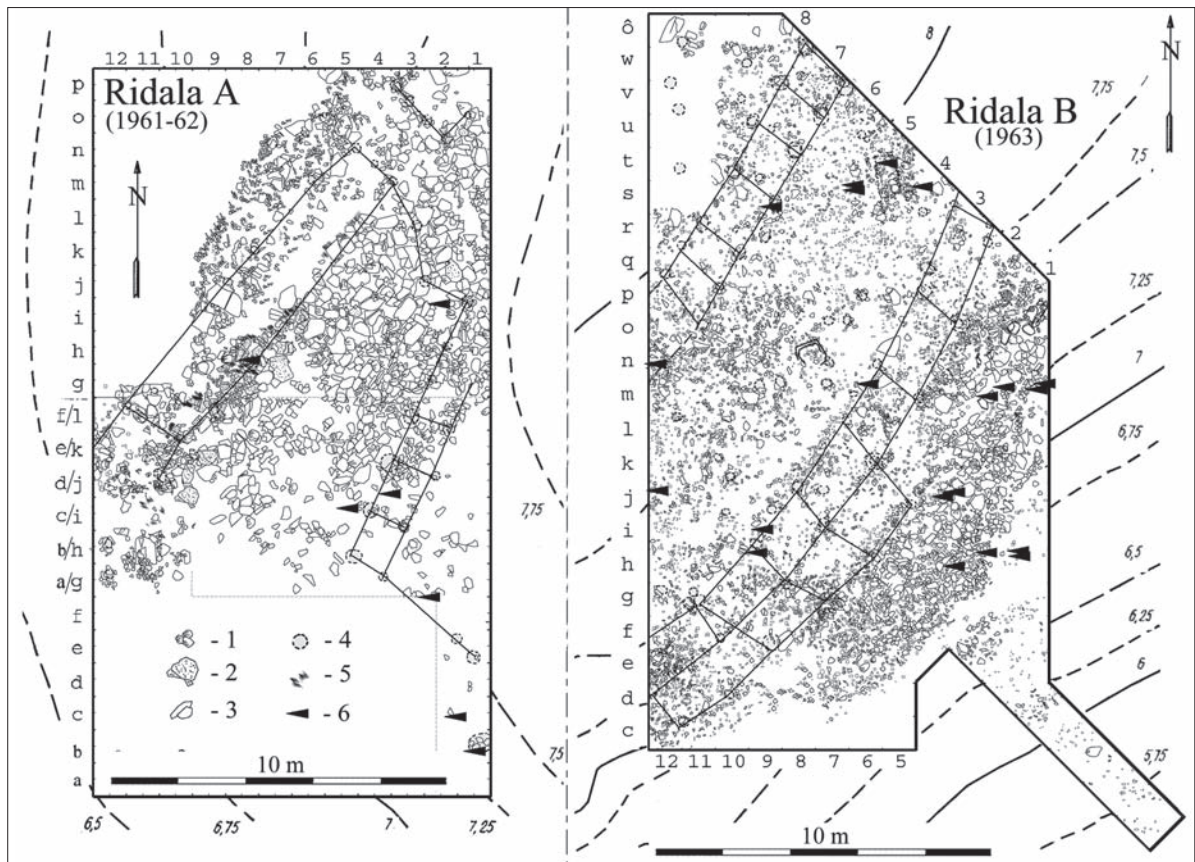 12 11 10 9 8 7 6 5 4 3 2 1
Ridala A
(1961-62)
N
p
o
n
m
l
k
j
i
h
g
f/l
e/k
d/j
c/i
b/h
a/g
f
e
d
c
b
a
- 1
- 2
- 3
- 4
- 5
- 6
10 m
6,5
6,75
7
7,25
7,5
7,75
Ridala B
(1963)
N
ô
w
v
u
t
s
r
q
p
o
n
m
l
k
j
i
h
g
f
e
d
c
8
7
6
5
4
3
2
1
12 11 10 9 8 7 6 5
8
7,75
7,5
7,25
7
6,75
6,5
6,25
6
5,75
10 m